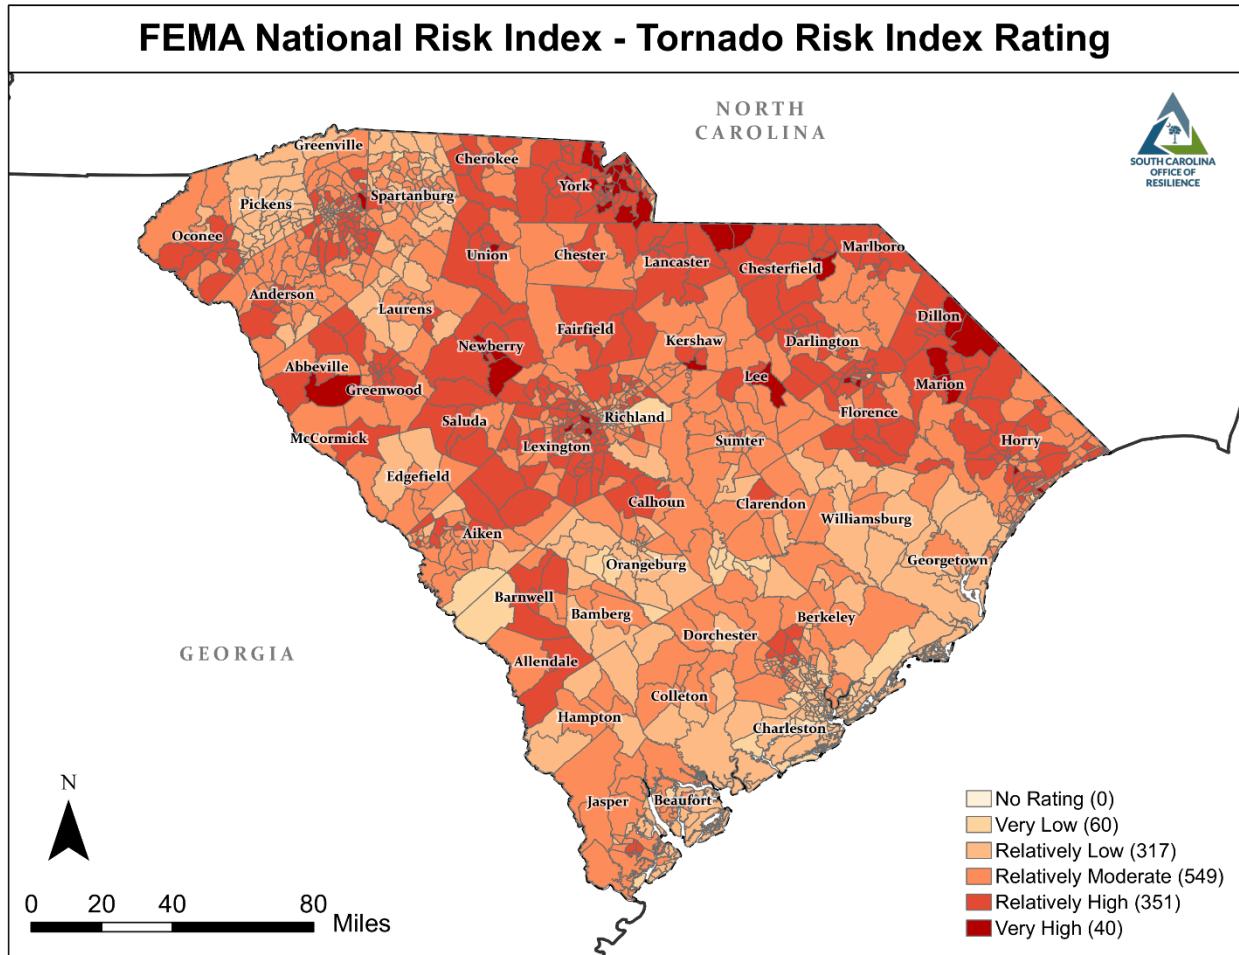 FEMA National Risk Index - Tornado Risk Index Rating
NORTH
CAROLINA
SOUTH CAROLINA
OFFICE OF
RESILIENCE
Greenville
Cherokee
York
Spartanburg
Pickens
Oconee
Union
Chester
Lancaster
Chesterfield
Marlboro
Anderson
Laurens
Fairfield
Kershaw
Darlington
Dillon
Newberry
Abbeville
Greenwood
Lee
Marion
Saluda
Richland
Florence
McCormick
Lexington
Sumter
Horry
Edgefield
Calhoun
Clarendon
Williamsburg
Aiken
Orangeburg
Georgetown
Barnwell
Bamberg
Dorchester
Berkeley
GEORGIA
Allendale
Colleton
Hampton
Charleston
Jasper
Beaufort
N
0 20 40 80 Miles
No Rating (0)
Very Low (60)
Relatively Low (317)
Relatively Moderate (549)
Relatively High (351)
Very High (40)